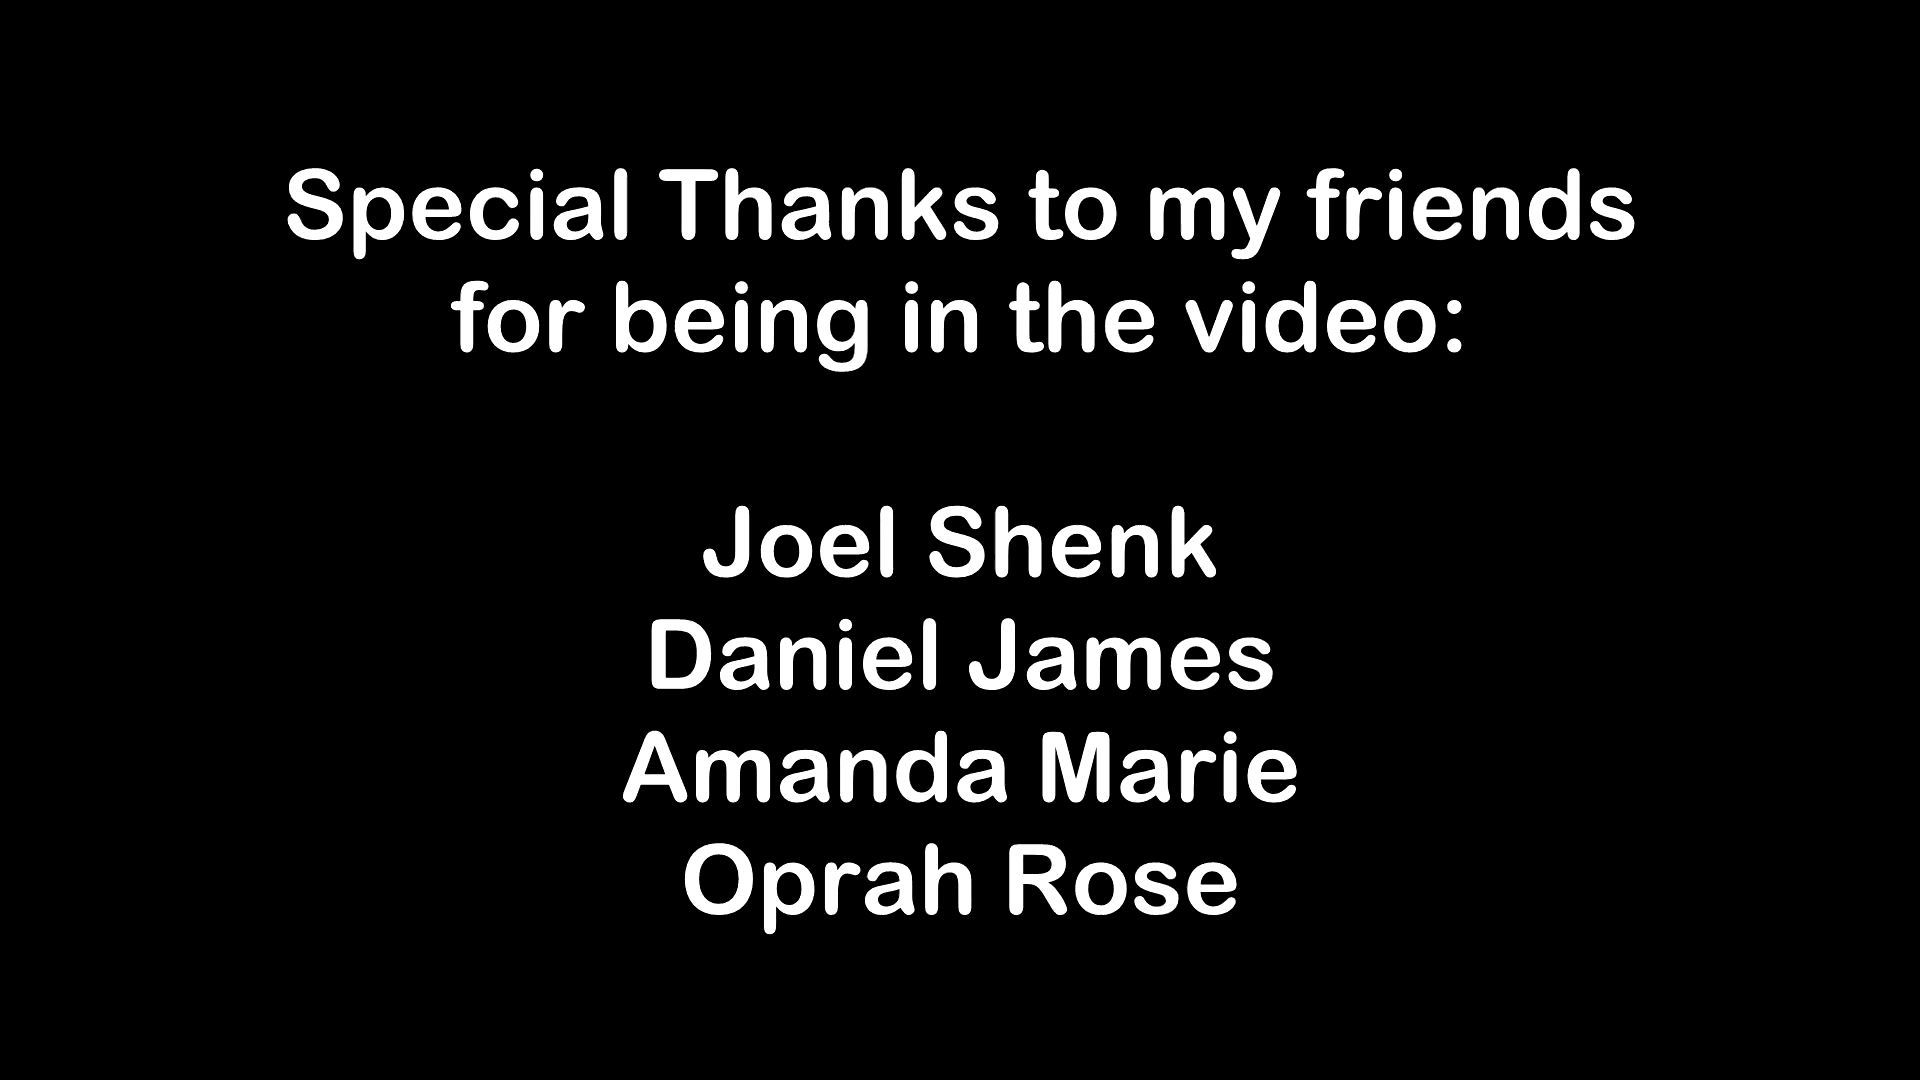 Special Thanks to my friends
for being in the video:
Joel Shenk
Daniel James
Amanda Marie
Oprah Rose